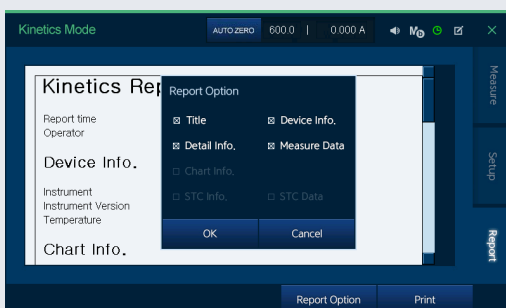 Kinetics Mode
AUTO ZERO
600.0 | 0.000 A
Measure
Setup
Report
Kinetics Rep
Report time
Operator
Device Info.
Instrument
Instrument Version
Temperature
Chart Info.
Report Option
Title
Device Info.
Detail Info.
Measure Data
Chart Info.
STC Info.
STC Data
OK
Cancel
Report Option
Print